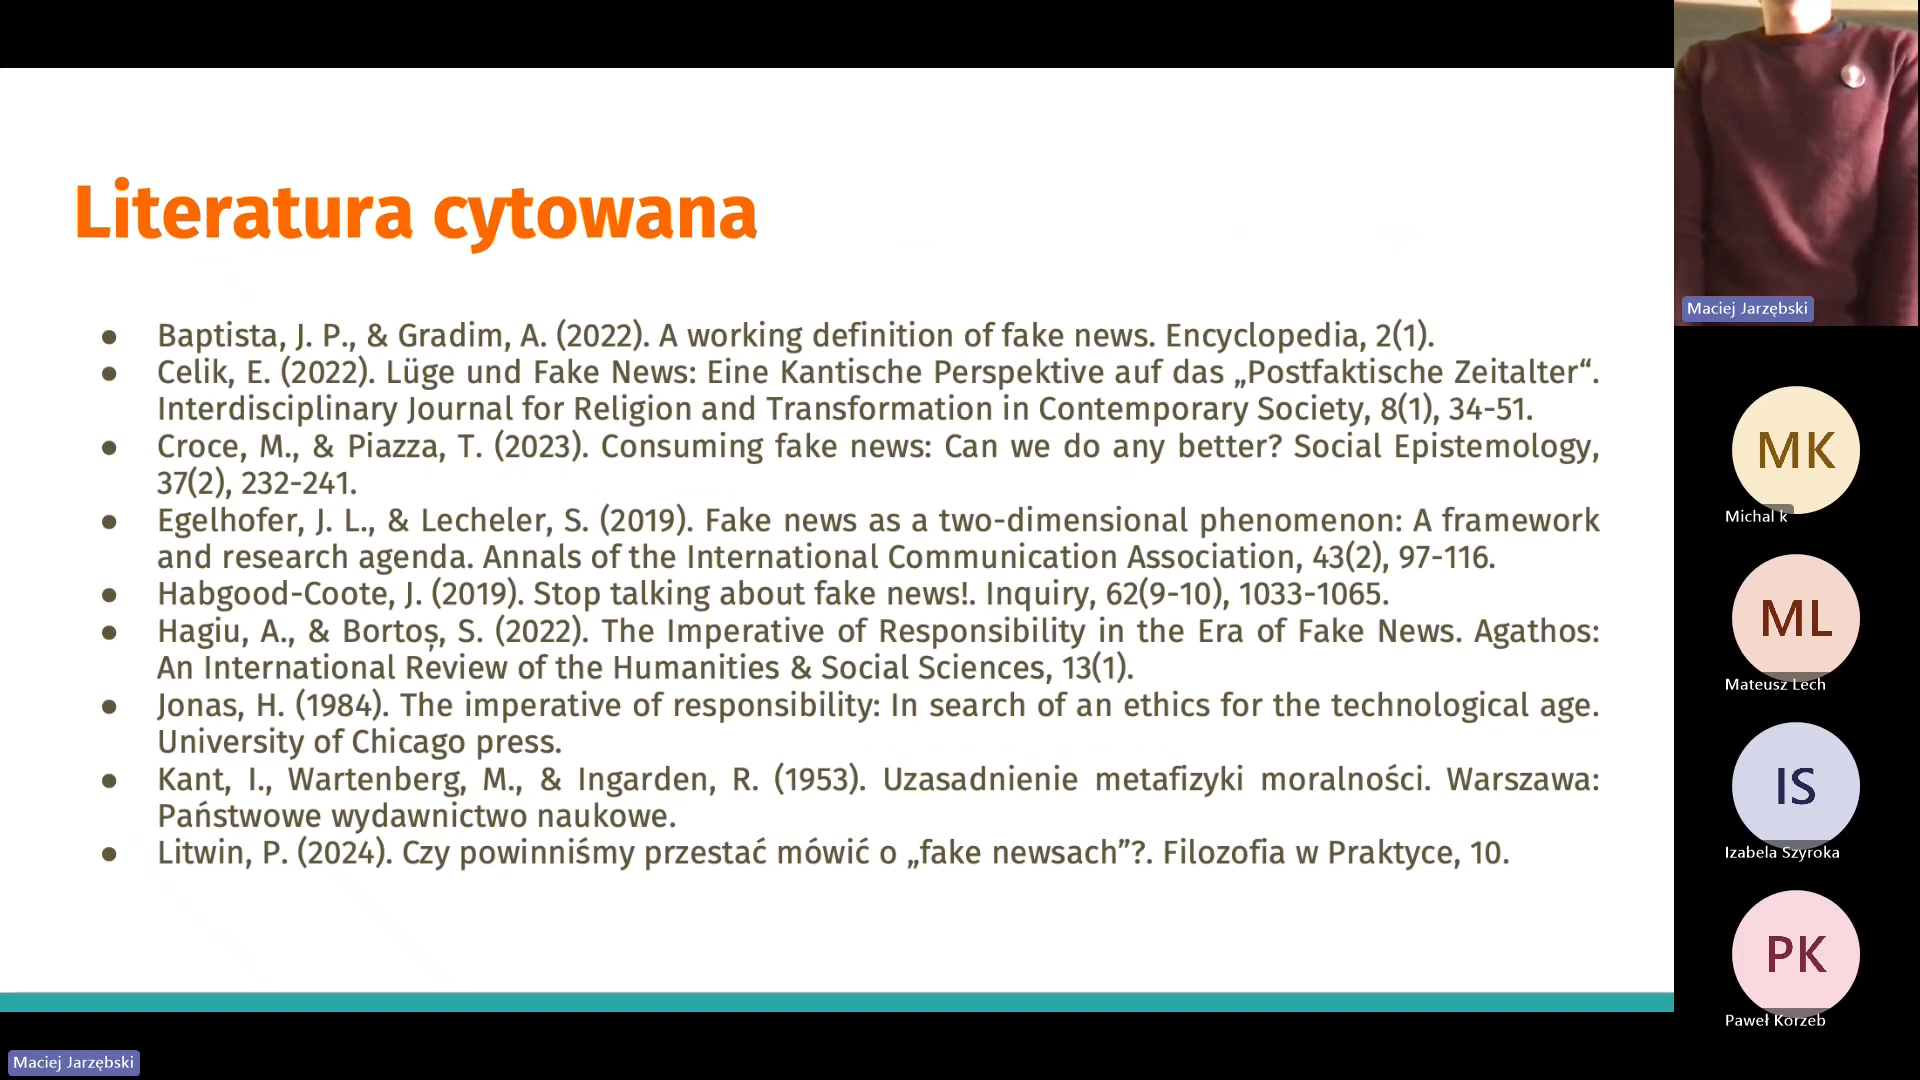 Literatura cytowana
● Baptista, J. P., & Gradim, A. (2022). A working definition of fake news. Encyclopedia, 2(1).
● Celik, E. (2022). Lüge und Fake News: Eine Kantische Perspektive auf das „Postfaktische Zeitalter“.
Interdisciplinary Journal for Religion and Transformation in Contemporary Society, 8(1), 34-51.
● Croce, M., & Piazza, T. (2023). Consuming fake news: Can we do any better? Social Epistemology,
37(2), 232-241.
● Egelhofer, J. L., & Lecheler, S. (2019). Fake news as a two-dimensional phenomenon: A framework
and research agenda. Annals of the International Communication Association, 43(2), 97-116.
● Habgood-Coote, J. (2019). Stop talking about fake news!. Inquiry, 62(9-10), 1033-1065.
● Hagiu, A., & Bortoș, S. (2022). The Imperative of Responsibility in the Era of Fake News. Agathos:
An International Review of the Humanities & Social Sciences, 13(1).
● Jonas, H. (1984). The imperative of responsibility: In search of an ethics for the technological age.
University of Chicago press.
● Kant, I., Wartenberg, M., & Ingarden, R. (1953). Uzasadnienie metafizyki moralności. Warszawa:
Państwowe wydawnictwo naukowe.
● Litwin, P. (2024). Czy powinniśmy przestać mówić o „fake newsach”?. Filozofia w Praktyce, 10.
Maciej Jarzębski
MK
Michal k
ML
Mateusz Lech
IS
Izabela Szyroka
PK
Paweł Korzeb
Maciej Jarzębski